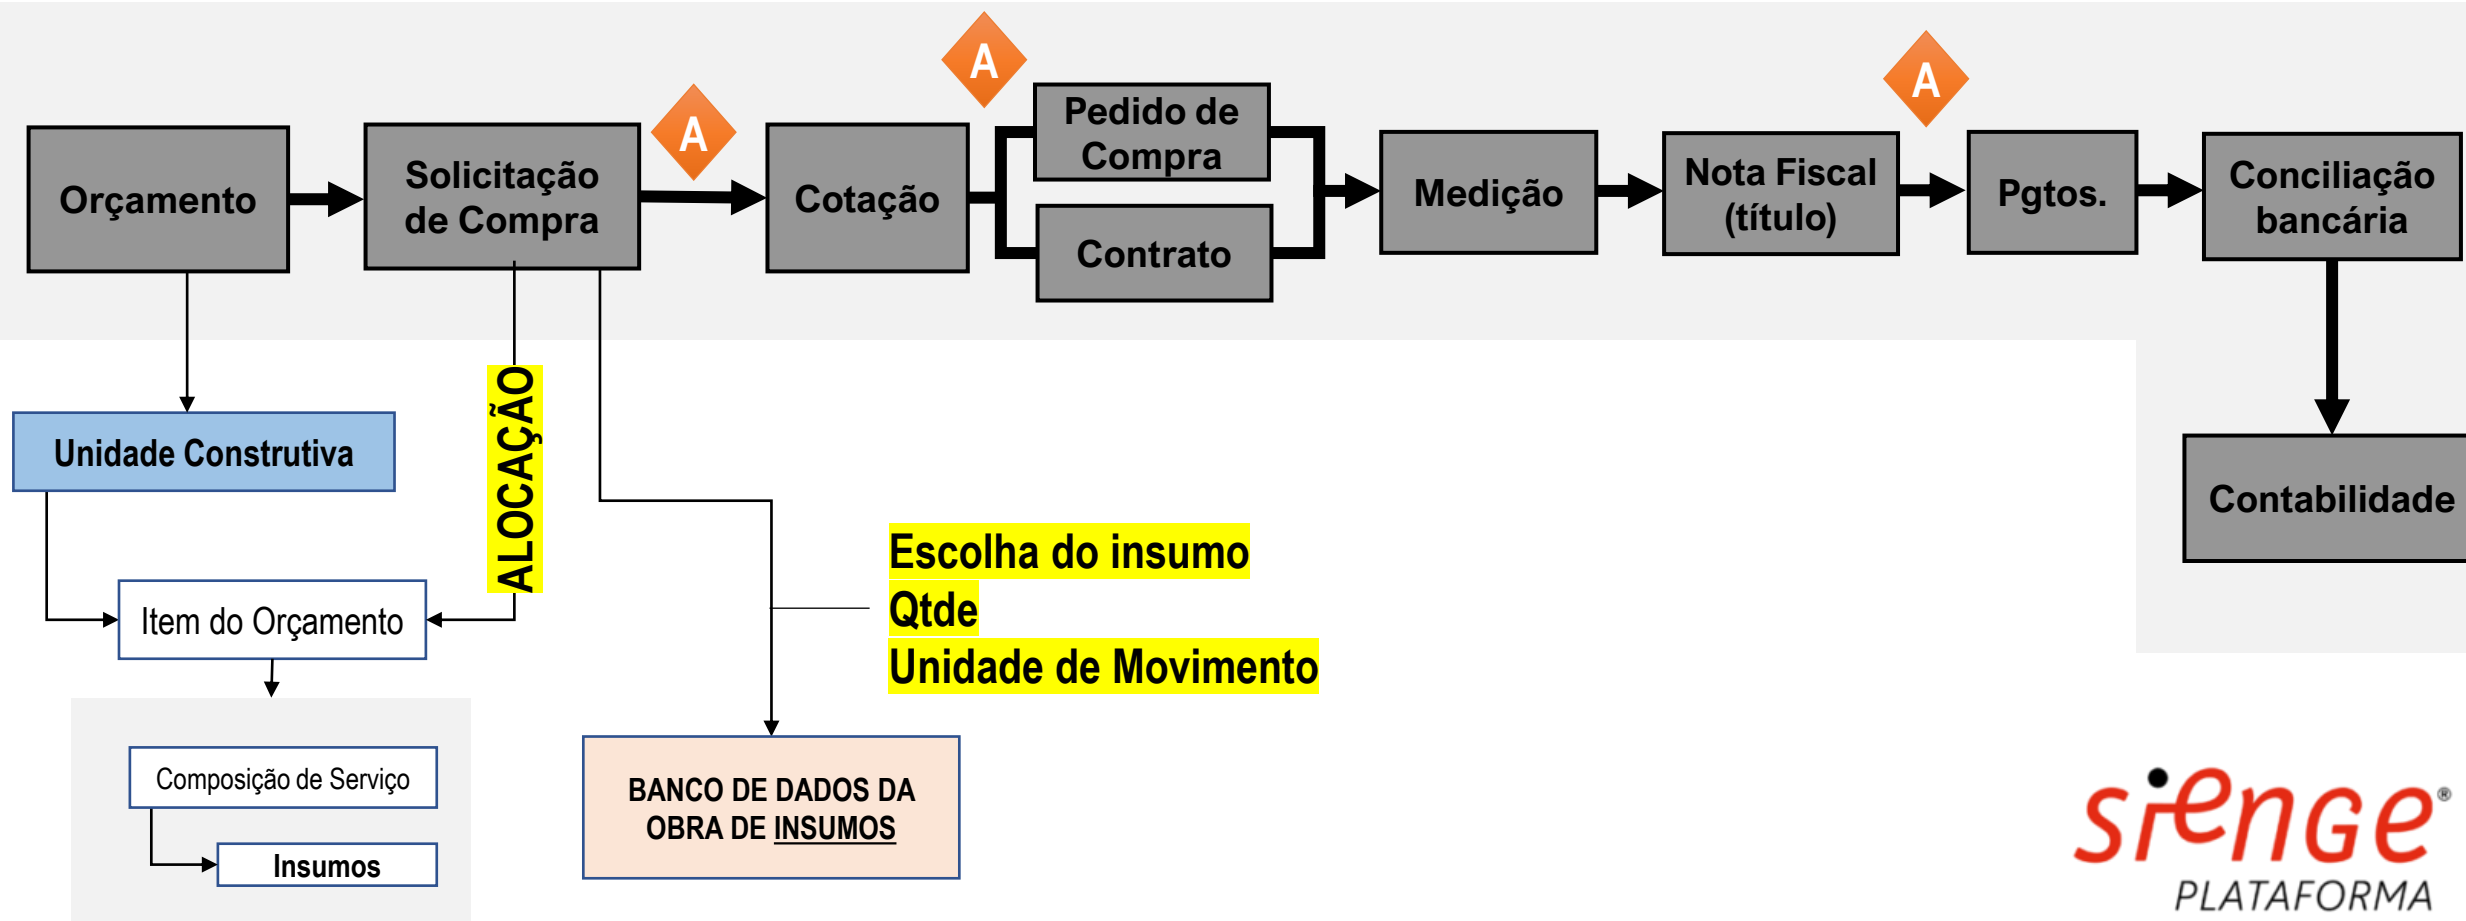 A
A
A
Orçamento
Solicitação
de Compra
Cotação
Pedido de
Compra
Contrato
Medição
Nota Fiscal
(título)
Pgtos.
Conciliação
bancária
Contabilidade
Unidade Construtiva
ALOCAÇÃO
Item do Orçamento
Composição de Serviço
Insumos
Escolha do insumo
Qtde
Unidade de Movimento
BANCO DE DADOS DA
OBRA DE INSUMOS
sienge®
PLATAFORMA